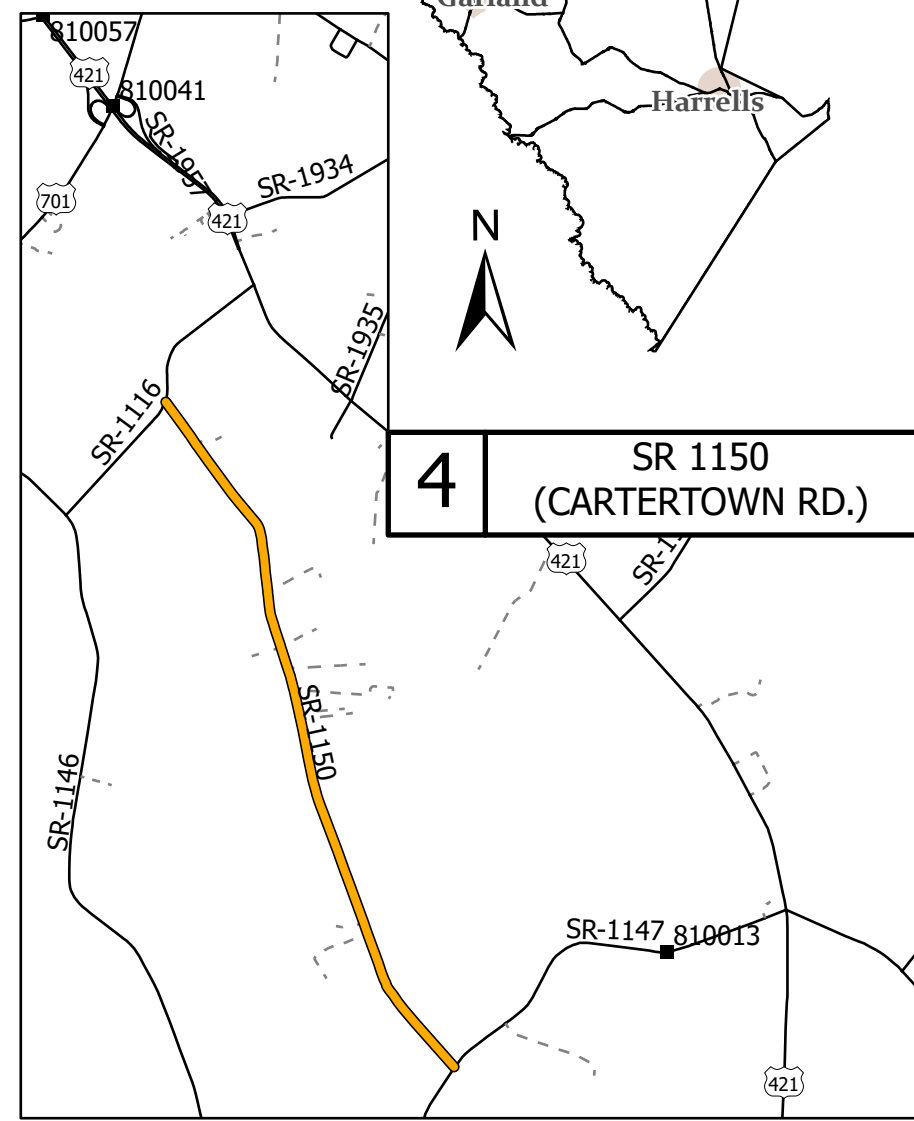 Garland
810057
421
810041
Harrells
SR-1957
SR-1934
701
421
N
SR-1935
SR-1116
4
SR 1150
(CARTERTOWN RD.)
421
SR-1150
SR-1146
SR-1147
810013
421